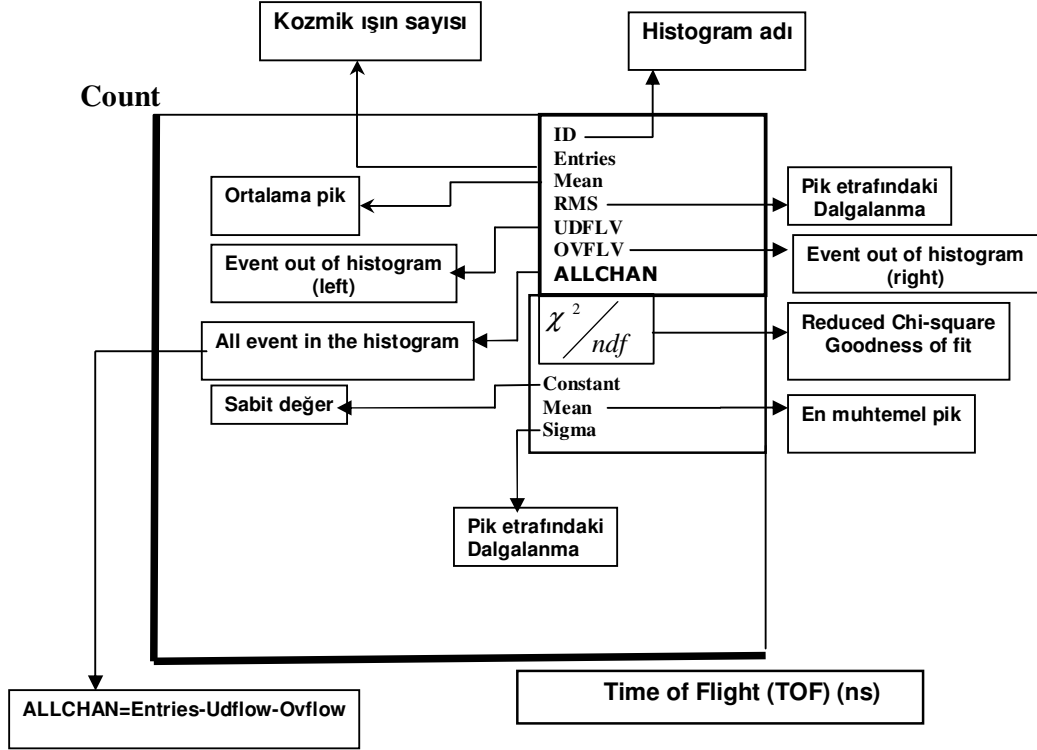 Kozmik ışın sayısı
Histogram adı
Count
ID
Entries
Mean
RMS
UDFLV
OVFLV
ALLCHAN
Ortalama pik
Pik etrafındaki
Dalgalanma
Event out of histogram
(left)
Event out of histogram
(right)
All event in the histogram
χ²/ndf
Reduced Chi-square
Goodness of fit
Sabit değer
Constant
Mean
Sigma
En muhtemel pik
Pik etrafındaki
Dalgalanma
Time of Flight (TOF) (ns)
ALLCHAN=Entries-Udflow-Ovflow